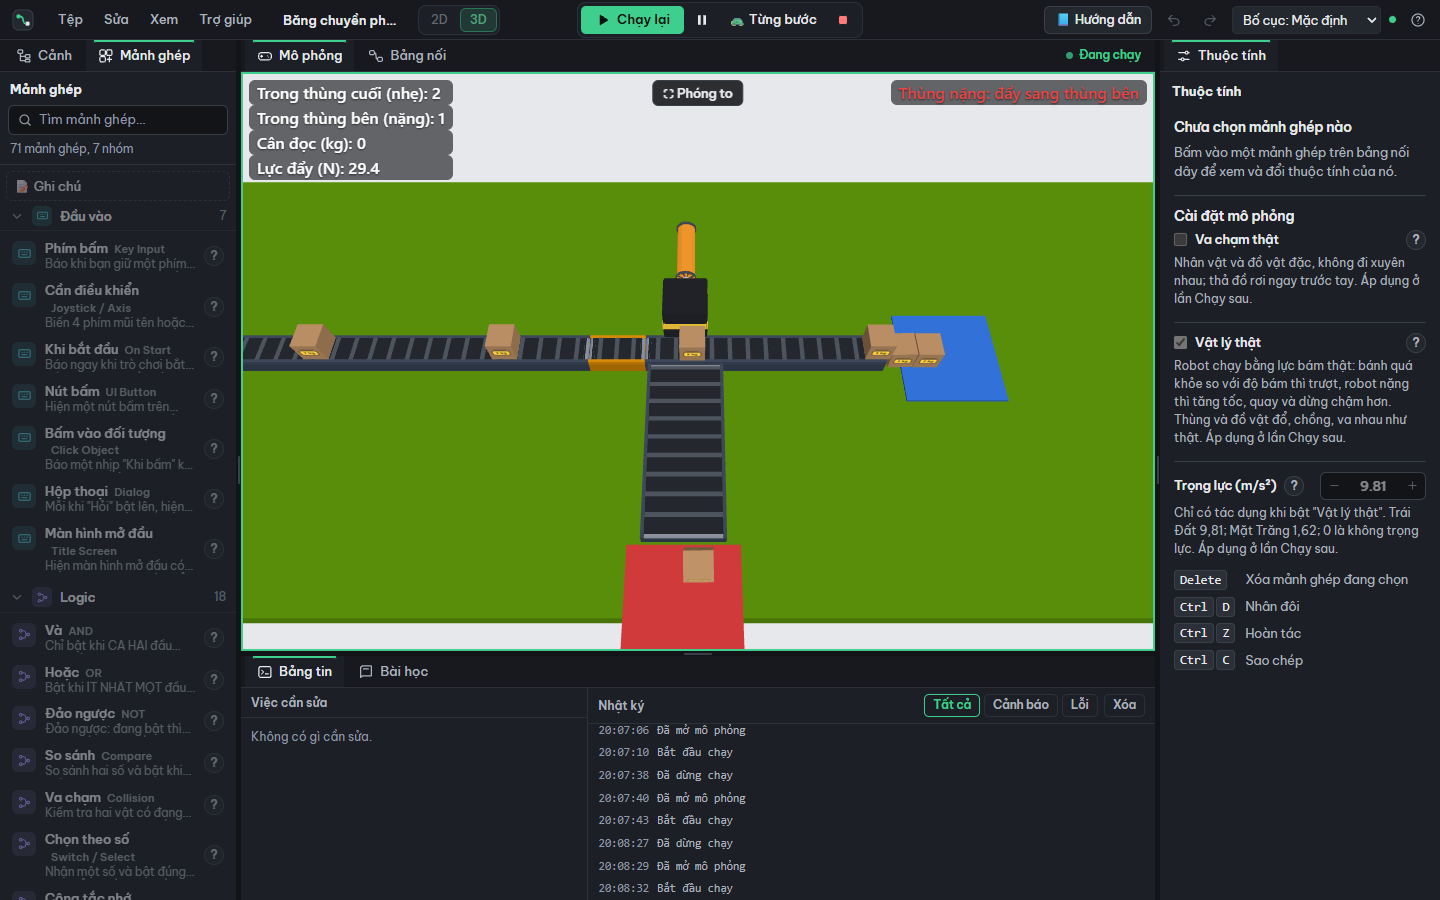 Tệp
Sửa
Xem
Trợ giúp
Băng chuyền ph...
2D
3D
Chạy lại
Từng bước
Hướng dẫn
Bố cục: Mặc định
Cảnh
Mảnh ghép
Mảnh ghép
Tìm mảnh ghép...
71 mảnh ghép, 7 nhóm
Ghi chú
Đầu vào 7
Phím bấm Key Input
Báo khi bạn giữ một phím...
Cần điều khiển
Joystick / Axis
Biến 4 phím mũi tên hoặc...
Khi bắt đầu On Start
Báo ngay khi trò chơi bắt...
Nút bấm UI Button
Hiện một nút bấm trên...
Bấm vào đối tượng
Click Object
Báo một nhịp "Khi bấm" k...
Hộp thoại Dialog
Mỗi khi "Hỏi" bật lên, hiện...
Màn hình mở đầu
Title Screen
Hiện màn hình mở đầu có...
Logic 18
Và AND
Chỉ bật khi CẢ HAI đầu...
Hoặc OR
Bật khi ÍT NHẤT MỘT đầu...
Đảo ngược NOT
Đảo ngược: đang bật thì...
So sánh Compare
So sánh hai số và bật khi...
Va chạm Collision
Kiểm tra hai vật có đang...
Chọn theo số
Switch / Select
Nhận một số và bật đúng...
Công tắc nhớ
Mô phỏng
Bảng nối
Đang chạy
Trong thùng cuối (nhẹ): 2
Trong thùng bên (nặng): 1
Cân đọc (kg): 0
Lực đẩy (N): 29.4
Phóng to
Thùng nặng: đẩy sang thùng bên
Bảng tin
Bài học
Việc cần sửa
Không có gì cần sửa.
Nhật ký
Tất cả
Cảnh báo
Lỗi
Xóa
20:07:06 Đã mở mô phỏng
20:07:10 Bắt đầu chạy
20:07:38 Đã dừng chạy
20:07:40 Đã mở mô phỏng
20:07:43 Bắt đầu chạy
20:08:27 Đã dừng chạy
20:08:29 Đã mở mô phỏng
20:08:32 Bắt đầu chạy
Thuộc tính
Thuộc tính
Chưa chọn mảnh ghép nào
Bấm vào một mảnh ghép trên bảng nối
dây để xem và đổi thuộc tính của nó.
Cài đặt mô phỏng
Va chạm thật
Nhân vật và đồ vật đặc, không đi xuyên
nhau; thả đồ rơi ngay trước tay. Áp dụng ở
lần Chạy sau.
Vật lý thật
Robot chạy bằng lực bám thật: bánh quá
khỏe so với độ bám thì trượt, robot nặng
thì tăng tốc, quay và dừng chậm hơn.
Thùng và đồ vật đổ, chồng, va nhau như
thật. Áp dụng ở lần Chạy sau.
Trọng lực (m/s²) ? − 9.81 +
Chỉ có tác dụng khi bật "Vật lý thật". Trái
Đất 9,81; Mặt Trăng 1,62; 0 là không trọng
lực. Áp dụng ở lần Chạy sau.
Delete Xóa mảnh ghép đang chọn
Ctrl D Nhân đôi
Ctrl Z Hoàn tác
Ctrl C Sao chép